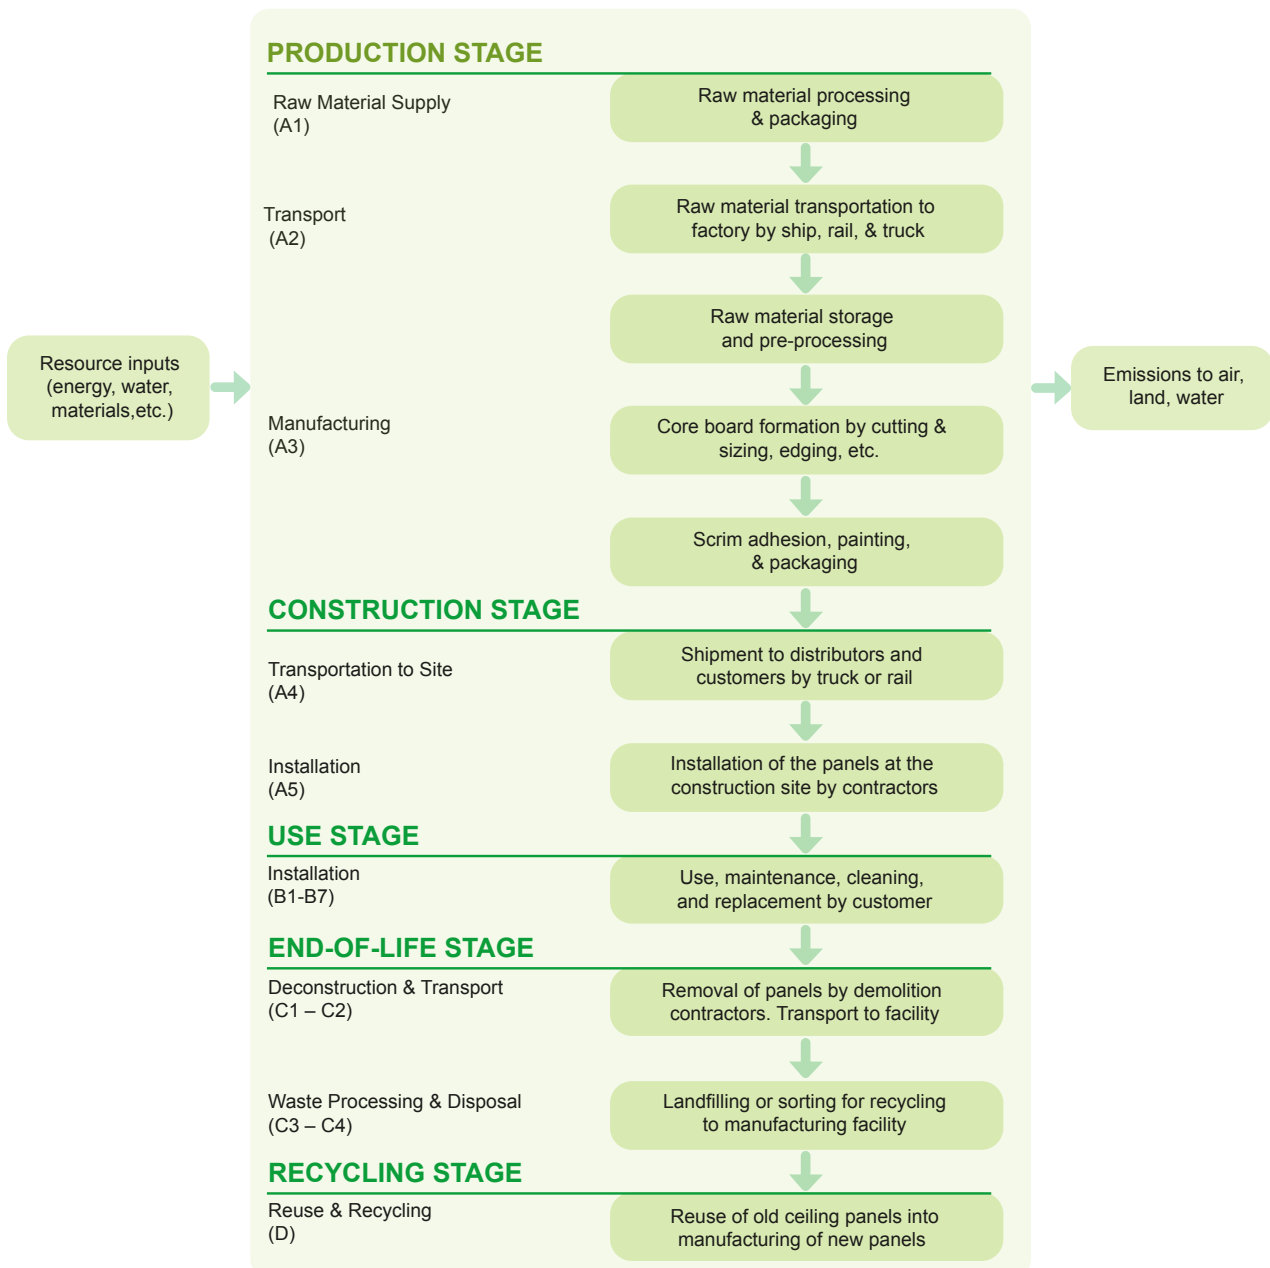 PRODUCTION STAGE
Raw Material Supply
(A1)
Raw material processing
& packaging
Transport
(A2)
Raw material transportation to
factory by ship, rail, & truck
Raw material storage
and pre-processing
Resource inputs
(energy, water,
materials,etc.)
Emissions to air,
land, water
Manufacturing
(A3)
Core board formation by cutting &
sizing, edging, etc.
Scrim adhesion, painting,
& packaging
CONSTRUCTION STAGE
Transportation to Site
(A4)
Shipment to distributors and
customers by truck or rail
Installation
(A5)
Installation of the panels at the
construction site by contractors
USE STAGE
Installation
(B1-B7)
Use, maintenance, cleaning,
and replacement by customer
END-OF-LIFE STAGE
Deconstruction & Transport
(C1 – C2)
Removal of panels by demolition
contractors. Transport to facility
Waste Processing & Disposal
(C3 – C4)
Landfilling or sorting for recycling
to manufacturing facility
RECYCLING STAGE
Reuse & Recycling
(D)
Reuse of old ceiling panels into
manufacturing of new panels